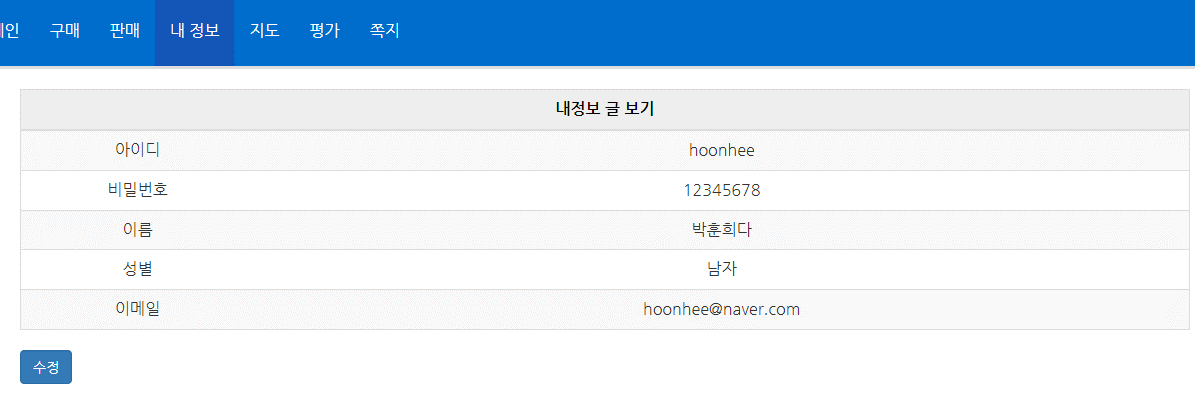 구매 판매 내 정보 지도 평가 쪽지
내정보 글 보기
아이디 hoonhee
비밀번호 12345678
이름 박훈희다
성별 남자
이메일 hoonhee@naver.com
수정